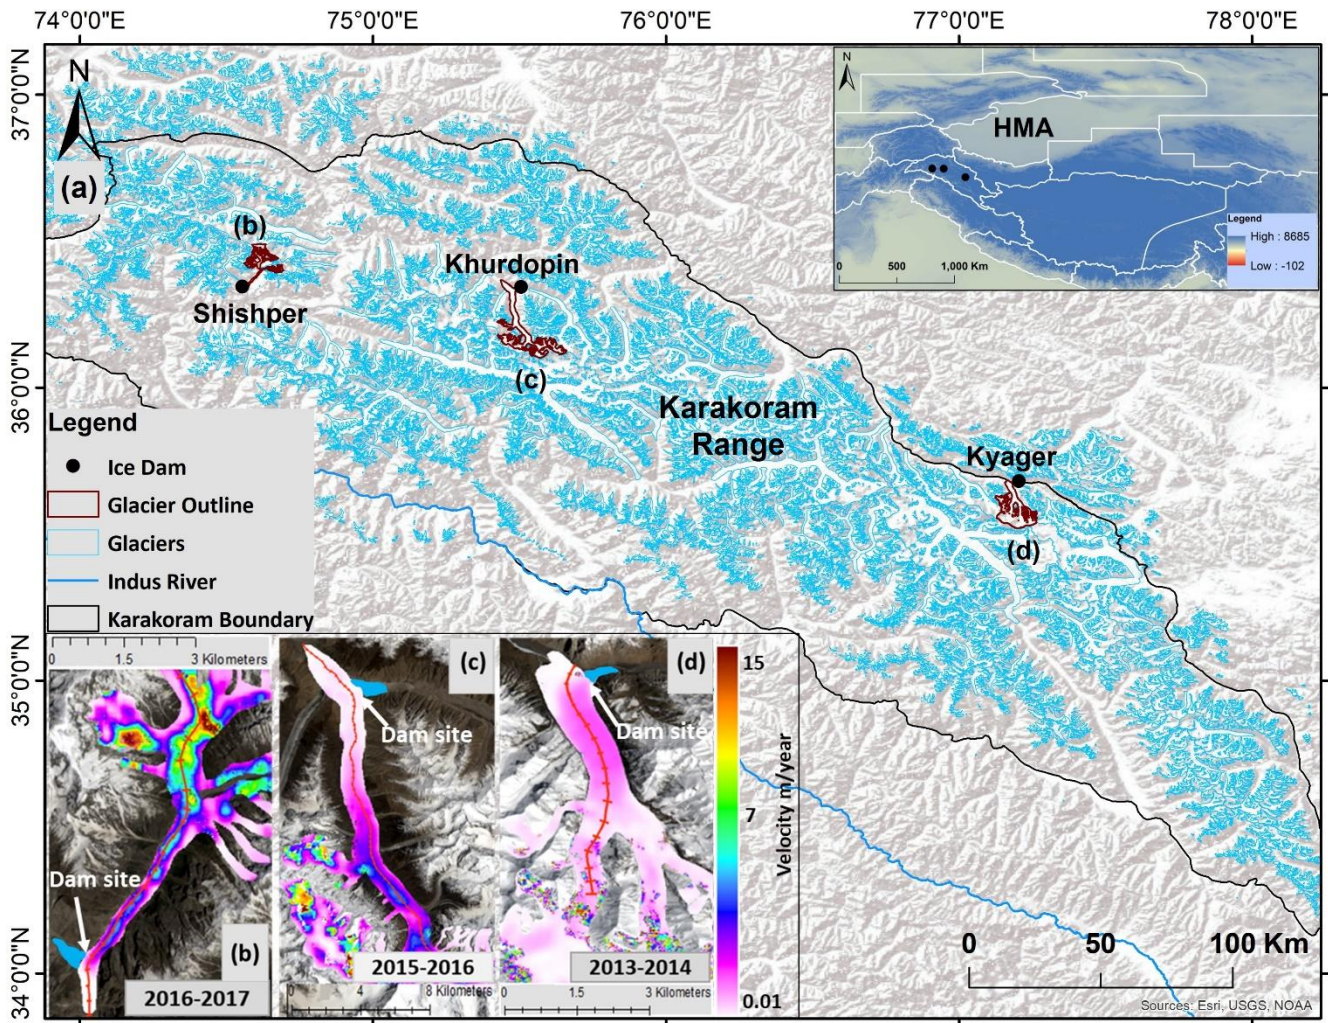 74°0'0"E 75°0'0"E 76°0'0"E 77°0'0"E 78°0'0"E
37°0'0"N
36°0'0"N
35°0'0"N
34°0'0"N
N
(a)
(b)
Shishper
Khurdopin
(c)
Karakoram
Range
Kyager
(d)
N
HMA
Legend
High : 8685
Low : -102
0 500 1,000 Km
Legend
Ice Dam
Glacier Outline
Glaciers
Indus River
Karakoram Boundary
0 1.5 3 Kilometers
Dam site
(b)
2016-2017
(c)
Dam site
2015-2016
0 4 8 Kilometers
(d)
Dam site
2013-2014
0 1.5 3 Kilometers
15
7
0.01
Velocity m/year
0 50 100 Km
Sources: Esri, USGS, NOAA